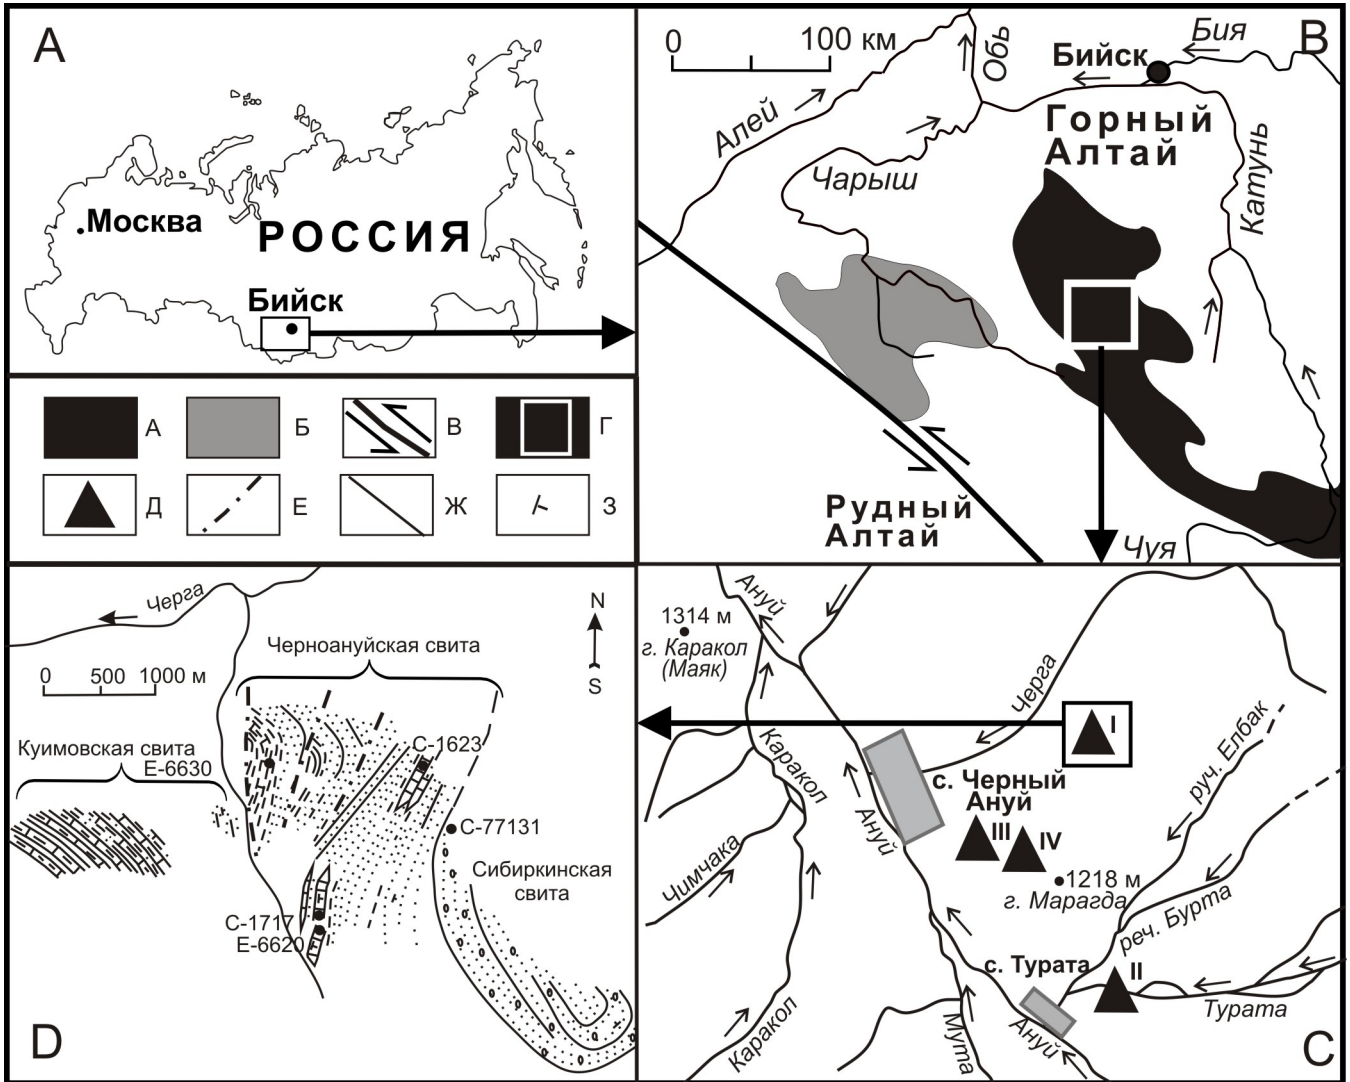 A
Москва
РОССИЯ
Бийск
А
Б
В
Г
Д
Е
Ж
З
B
0
100 км
Обь
Бия
Бийск
Алей
Чарыш
Горный
Алтай
Катунь
Рудный
Алтай
Чуя
D
Черга
N
S
0
500
1000 м
Черноануйская свита
Куимовская свита
Е-6630
С-1623
С-77131
Сибиркинская
свита
С-1717
Е-6620
C
Ануй
1314 м
г. Каракол
(Маяк)
Черга
I
Каракол
руч. Елбак
с. Черный
Ануй
Ануй
III
IV
Чимчака
1218 м
г. Марагда
реч. Бурта
с. Турата
II
Турата
Каракол
Мута
Ануй